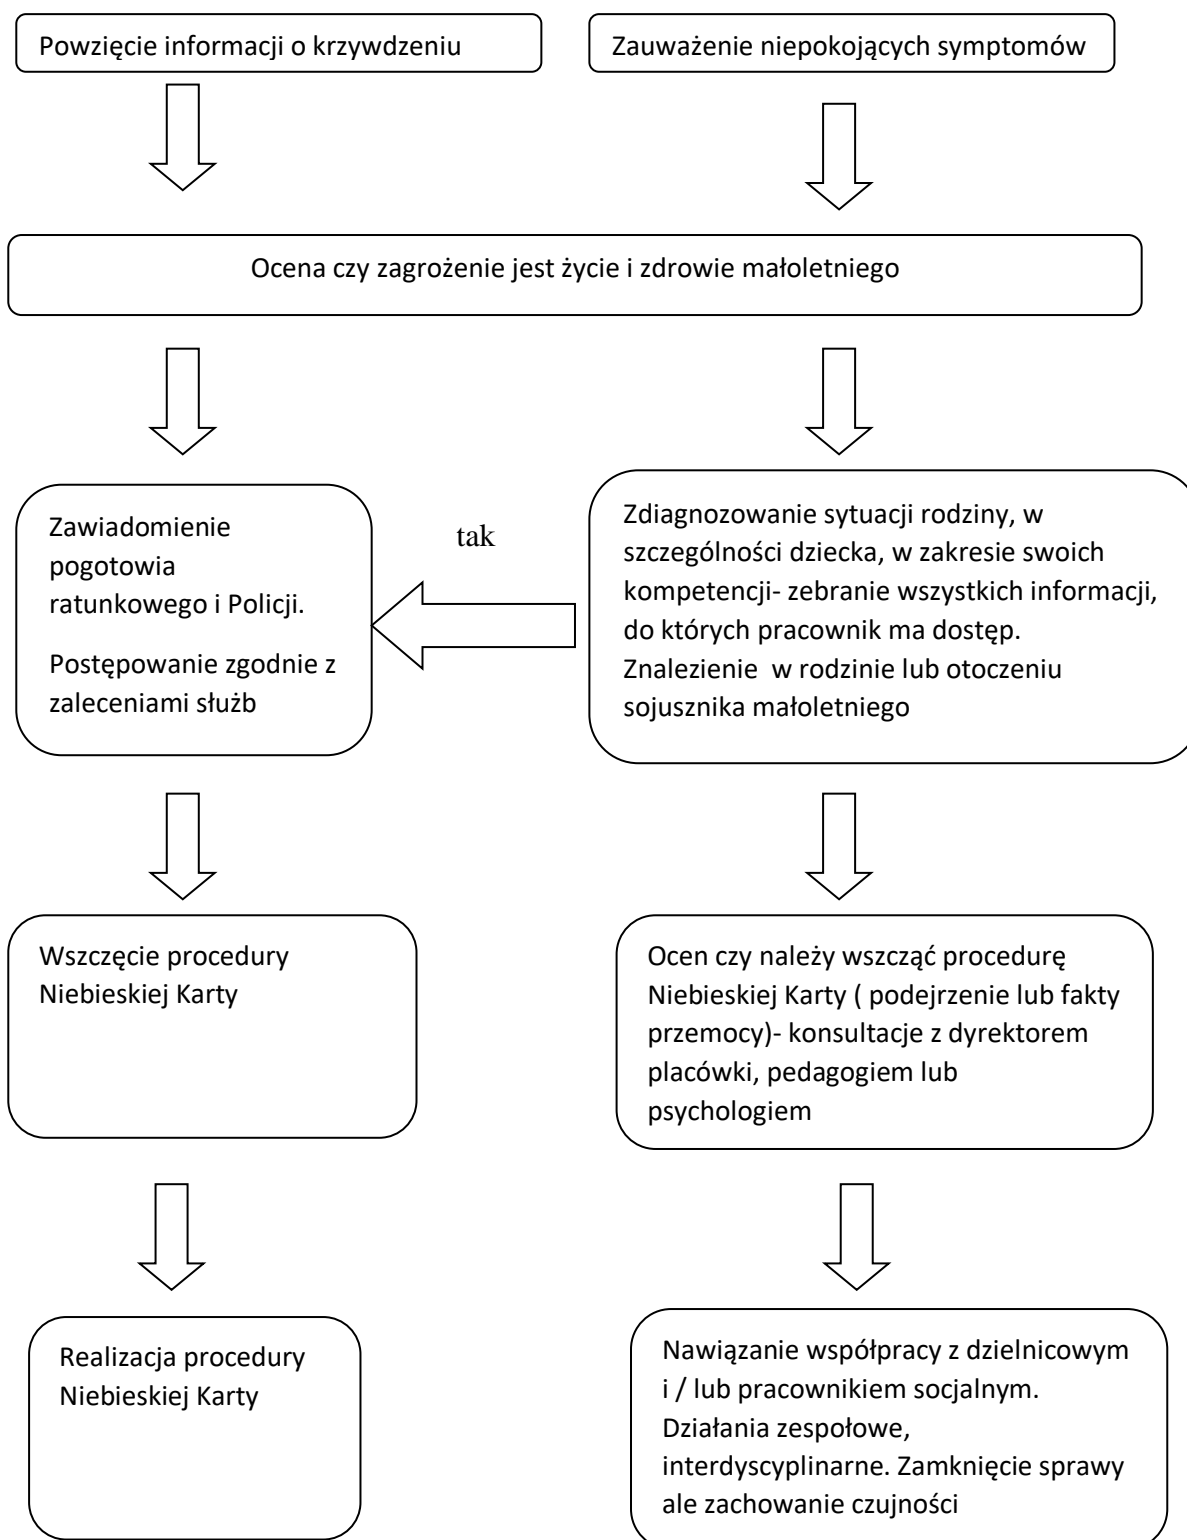 Powzięcie informacji o krzywdzeniu
Zauważenie niepokojących symptomów
Ocena czy zagrożenie jest życie i zdrowie małoletniego
Zawiadomienie
pogotowia
ratunkowego i Policji.
Postępowanie zgodnie z
zaleceniami służb
tak
Zdiagnozowanie sytuacji rodziny, w
szczególności dziecka, w zakresie swoich
kompetencji- zebranie wszystkich informacji,
do których pracownik ma dostęp.
Znalezienie  w rodzinie lub otoczeniu
sojusznika małoletniego
Wszczęcie procedury
Niebieskiej Karty
Ocen czy należy wszcząć procedurę
Niebieskiej Karty ( podejrzenie lub fakty
przemocy)- konsultacje z dyrektorem
placówki, pedagogiem lub
psychologiem
Realizacja procedury
Niebieskiej Karty
Nawiązanie współpracy z dzielnicowym
i / lub pracownikiem socjalnym.
Działania zespołowe,
interdyscyplinarne. Zamknięcie sprawy
ale zachowanie czujności